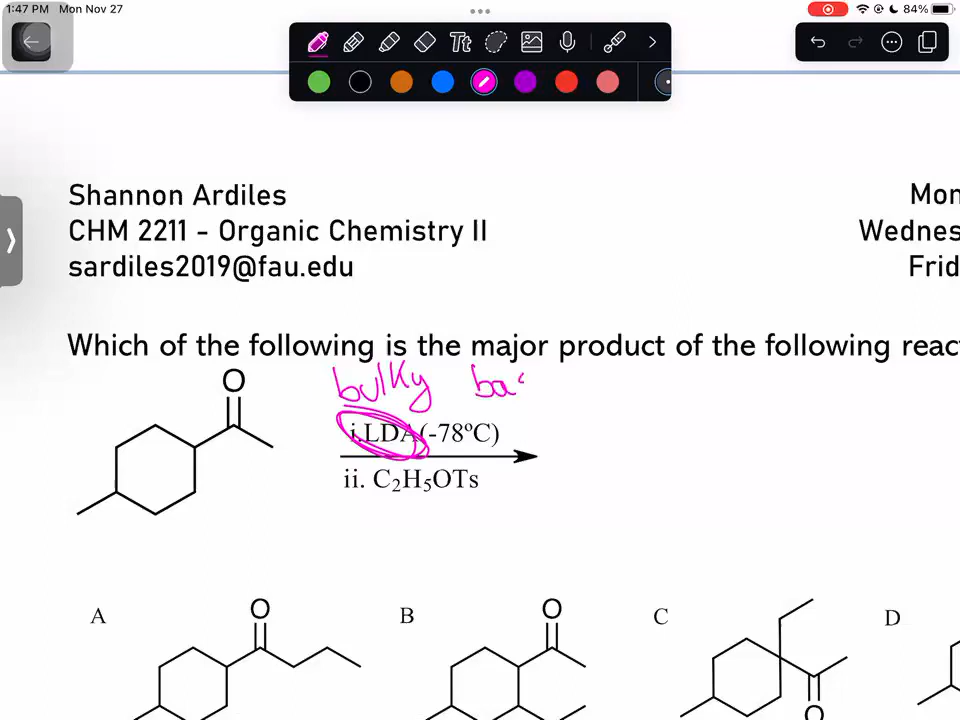 1:47 PM Mon Nov 27
84%
Tt
Shannon Ardiles
CHM 2211 - Organic Chemistry II
sardiles2019@fau.edu
Mon
Wednes
Frid
Which of the following is the major product of the following reac
bulky ba
O
i.LDA(-78ºC)
ii. C₂H₅OTs
A
O
B
O
C
O
D